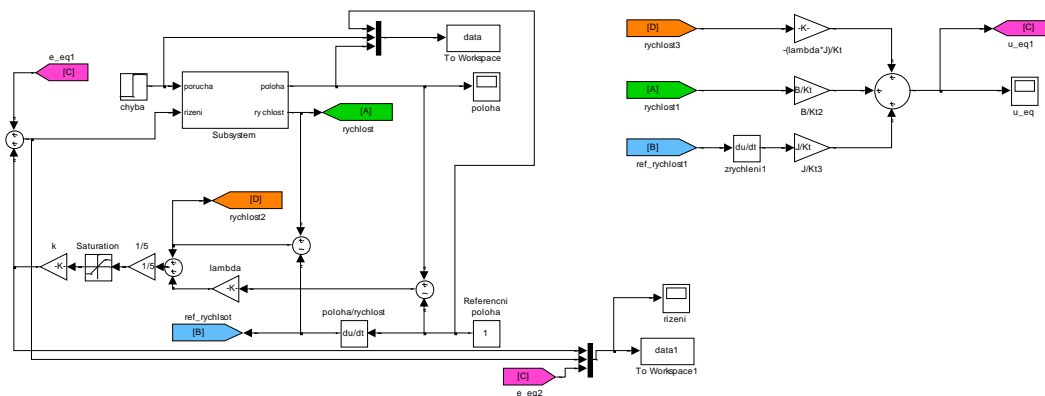 e_eq1
[C]
chyba
porucha
rizeni
poloha
rychlost
Subsystem
data
To Workspace
poloha
[A]
rychlost
[D]
rychlost2
k
-K-
Saturation
1/5
1/5
lambda
-K-
ref_rychlsot
[B]
poloha/rychlost
du/dt
Referencni
poloha
1
[C]
e_eq2
rizeni
data1
To Workspace1
[D]
rychlost3
-K-
-(lambda*J)/Kt
[A]
rychlost1
B/Kt
B/Kt2
[B]
ref_rychlost1
du/dt
zrychleni1
J/Kt
J/Kt3
[C]
u_eq1
u_eq